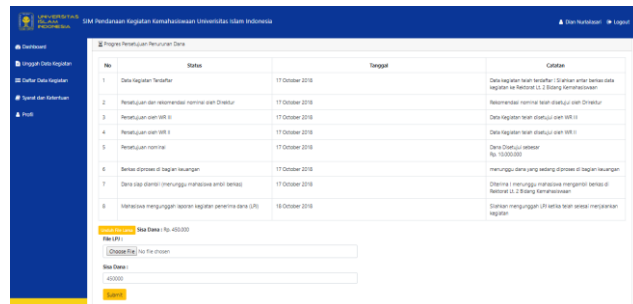 UNIVERSITAS
ISLAM
INDONESIA
SIM Pendanaan Kegiatan Kemahasiswaan Universitas Islam Indonesia
Dian Nurlailasari
Logout
Dashboard
Unggah Data Kegiatan
Daftar Data Kegiatan
Syarat dan Ketentuan
Profil
Progres Persetujuan Penurunan Dana
No Status Tanggal Catatan
1 Data Kegiatan Terdaftar 17 October 2018 Data kegiatan telah terdaftar ! Silahkan antar berkas data
kegiatan ke Rektorat Lt. 2 Bidang Kemahasiswaan
2 Persetujuan dan rekomendasi nominal oleh Direktur 17 October 2018 Rekomendasi nominal telah disetujui oleh Drirektur
3 Persetujuan oleh WR III 17 October 2018 Data Kegiatan telah disetujui oleh WR III
4 Persetujuan oleh WR II 17 October 2018 Data Kegiatan telah disetujui oleh WR II
5 Persetujuan nominal 17 October 2018 Dana Disetujui sebesar
Rp. 10,000,000
6 Berkas diproses di bagian keuangan 17 October 2018 menunggu dana yang sedang diproses di bagian keuangan
7 Dana siap diambil (menunggu mahasiswa ambil berkas) 17 October 2018 Diterima ! menunggu mahasiswa mengambil berkas di
Rektorat Lt. 2 Bidang Kemahasiswaan
8 Mahasiswa mengunggah laporan kegiatan penerima dana (LPJ) 18 October 2018 Silahkan mengunggah LPJ ketika telah selesai menjalankan
kegiatan
Sisa Dana : Rp. 450,000
File LPJ :
Choose File No file chosen
Sisa Dana :
450000
Submit